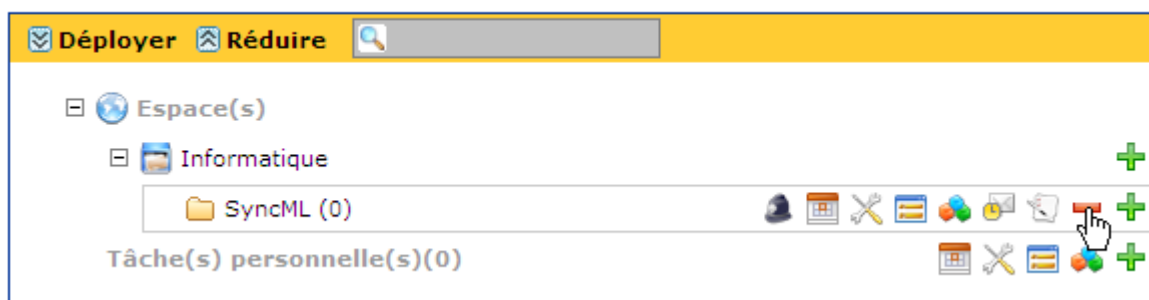 Déployer Réduire
Espace(s)
Informatique
SyncML (0)
Tâche(s) personnelle(s)(0)